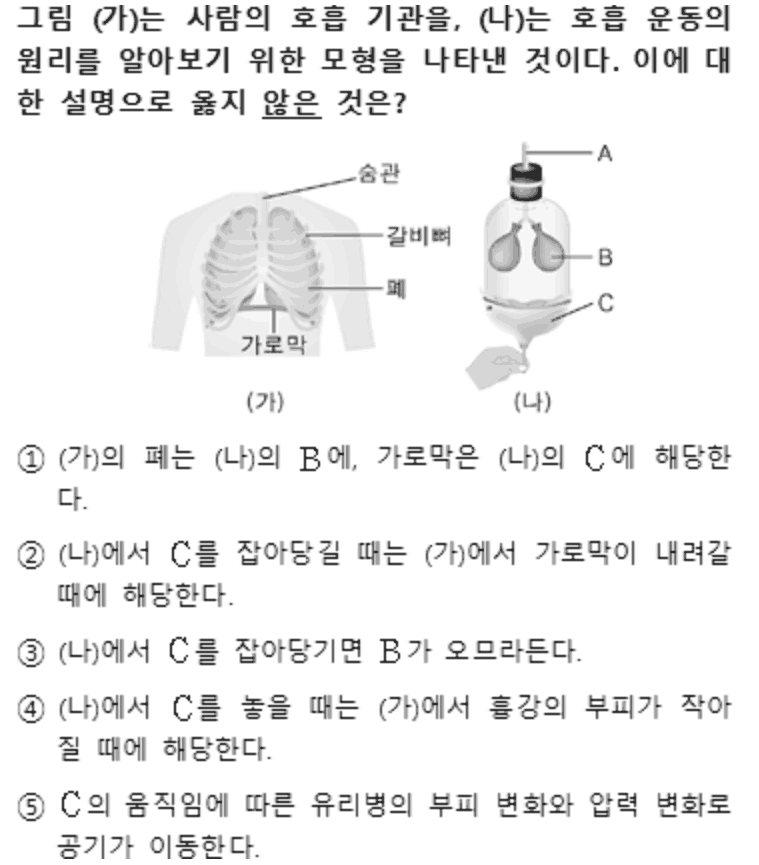 그림 (가)는 사람의 호흡 기관을, (나)는 호흡 운동의
원리를 알아보기 위한 모형을 나타낸 것이다. 이에 대
한 설명으로 옳지 않은 것은?
숨관
갈비뼈
폐
가로막
(가)
A
B
C
(나)
① (가)의 폐는 (나)의 B에, 가로막은 (나)의 C에 해당한
다.
② (나)에서 C를 잡아당길 때는 (가)에서 가로막이 내려갈
때에 해당한다.
③ (나)에서 C를 잡아당기면 B가 오므라든다.
④ (나)에서 C를 놓을 때는 (가)에서 흉강의 부피가 작아
질 때에 해당한다.
⑤ C의 움직임에 따른 유리병의 부피 변화와 압력 변화로
공기가 이동한다.